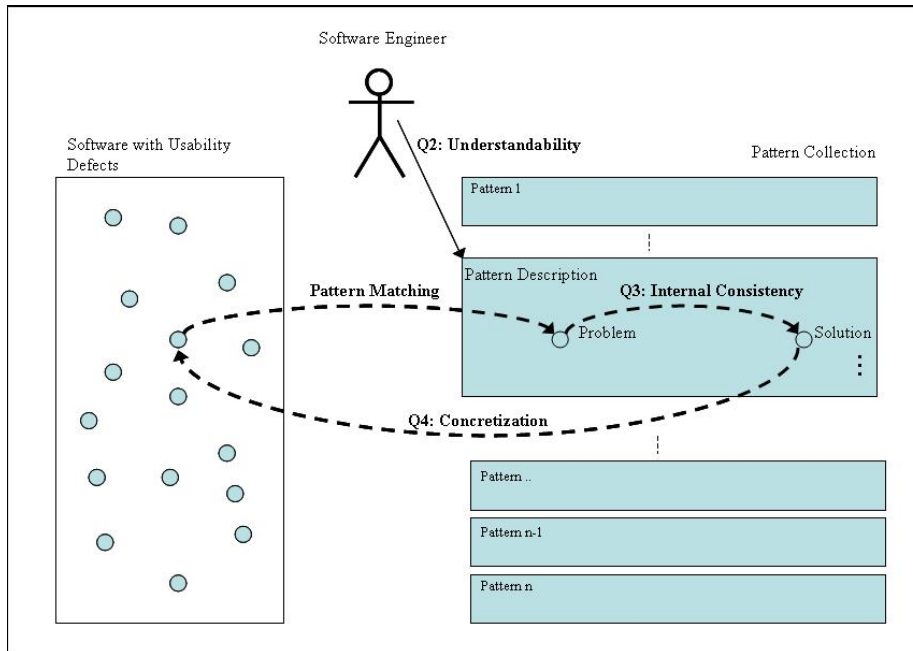 Software Engineer
Software with Usability
Defects
Q2: Understandability
Pattern Collection
Pattern 1
Pattern Description
Pattern Matching
Q3: Internal Consistency
Problem
Solution
Q4: Concretization
Pattern ..
Pattern n-1
Pattern n